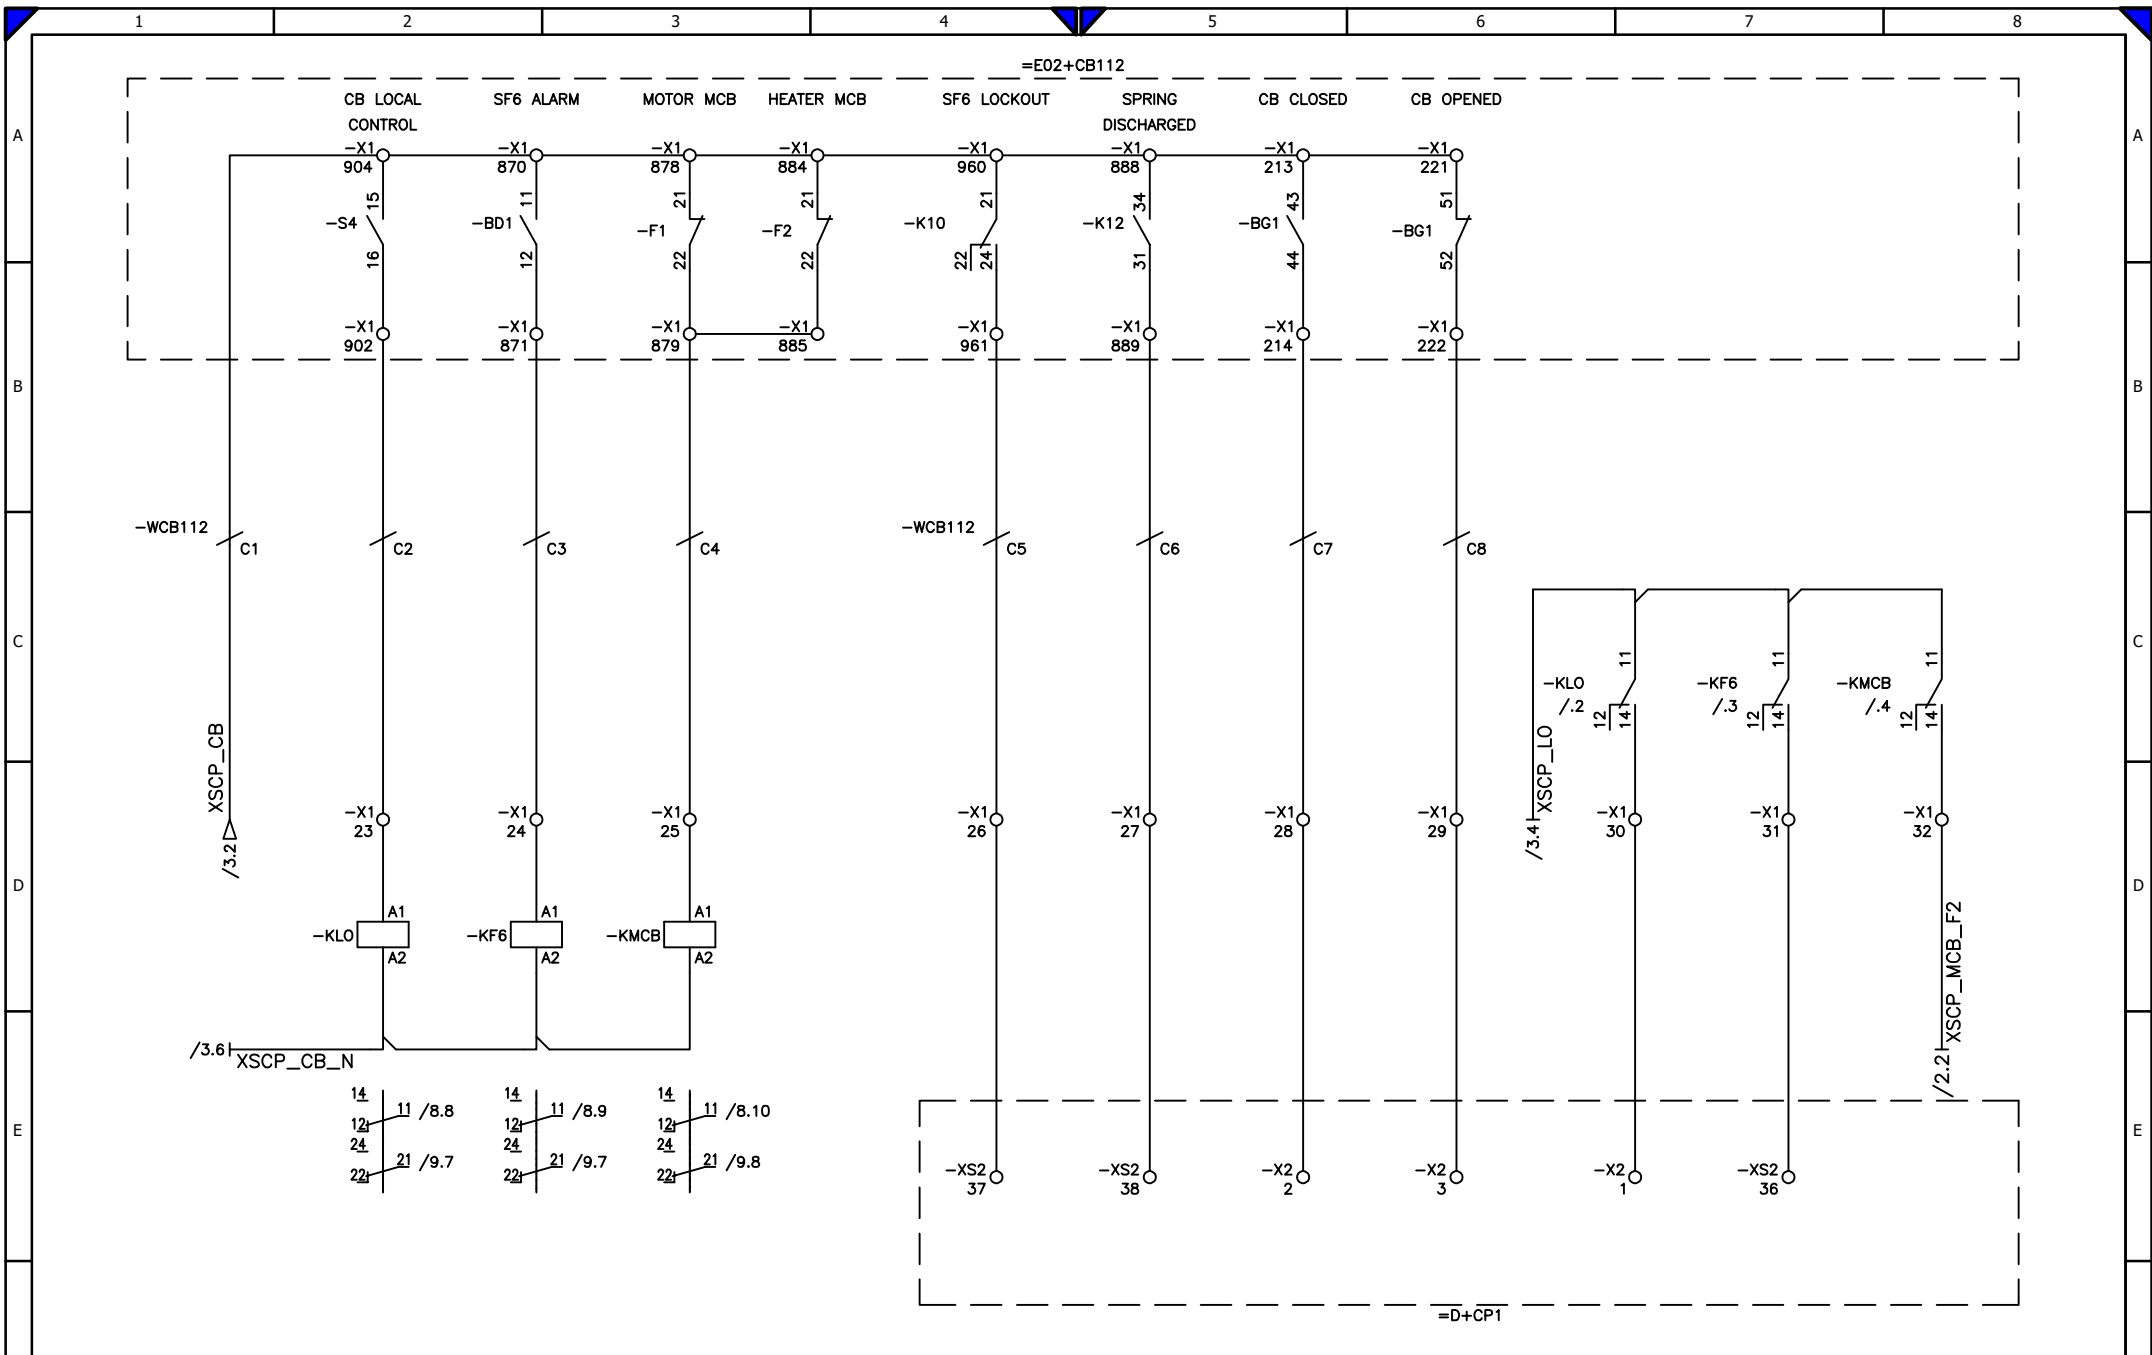 1 2 3 4 5 6 7 8
=E02+CB112
CB LOCAL SF6 ALARM MOTOR MCB HEATER MCB SF6 LOCKOUT SPRING CB CLOSED CB OPENED
CONTROL DISCHARGED
A A
-X1 -X1 -X1 -X1 -X1 -X1 -X1 -X1
904 870 878 884 960 888 213 221
15 11 21 21 21 34 43 51
-S4 -BD1 -F1 -F2 -K10 -K12 -BG1 -BG1
16 12 22 22 22 24 31 44 52
-X1 -X1 -X1 -X1 -X1 -X1 -X1 -X1
902 871 879 885 961 889 214 222
B B
-WCB112 -WCB112
C1 C2 C3 C4 C5 C6 C7 C8
C C
11 11 11
-KLO -KF6 -KMCB
/.2 /.3 /.4
12 14 12 14 12 14
XSCP_CB XSCP_LO
/3.2 /3.4
-X1 -X1 -X1 -X1 -X1 -X1 -X1 -X1 -X1 -X1
23 24 25 26 27 28 29 30 31 32
D D
A1 A1 A1
-KLO -KF6 -KMCB
A2 A2 A2
XSCP_MCB_F2
/2.2
/3.6
XSCP_CB_N
14 14 14
11 /8.8 11 /8.9 11 /8.10
12 12 12
24 24 24
21 /9.7 21 /9.7 21 /9.8
22 22 22
E E
-XS2 -XS2 -X2 -X2 -X2 -XS2
37 38 2 3 1 36
=D+CP1